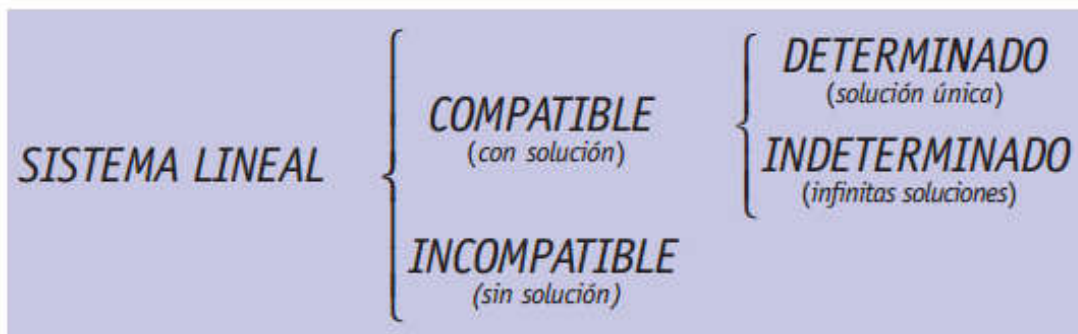 SISTEMA LINEAL
COMPATIBLE
(con solución)
DETERMINADO
(solución única)
INDETERMINADO
(infinitas soluciones)
INCOMPATIBLE
(sin solución)